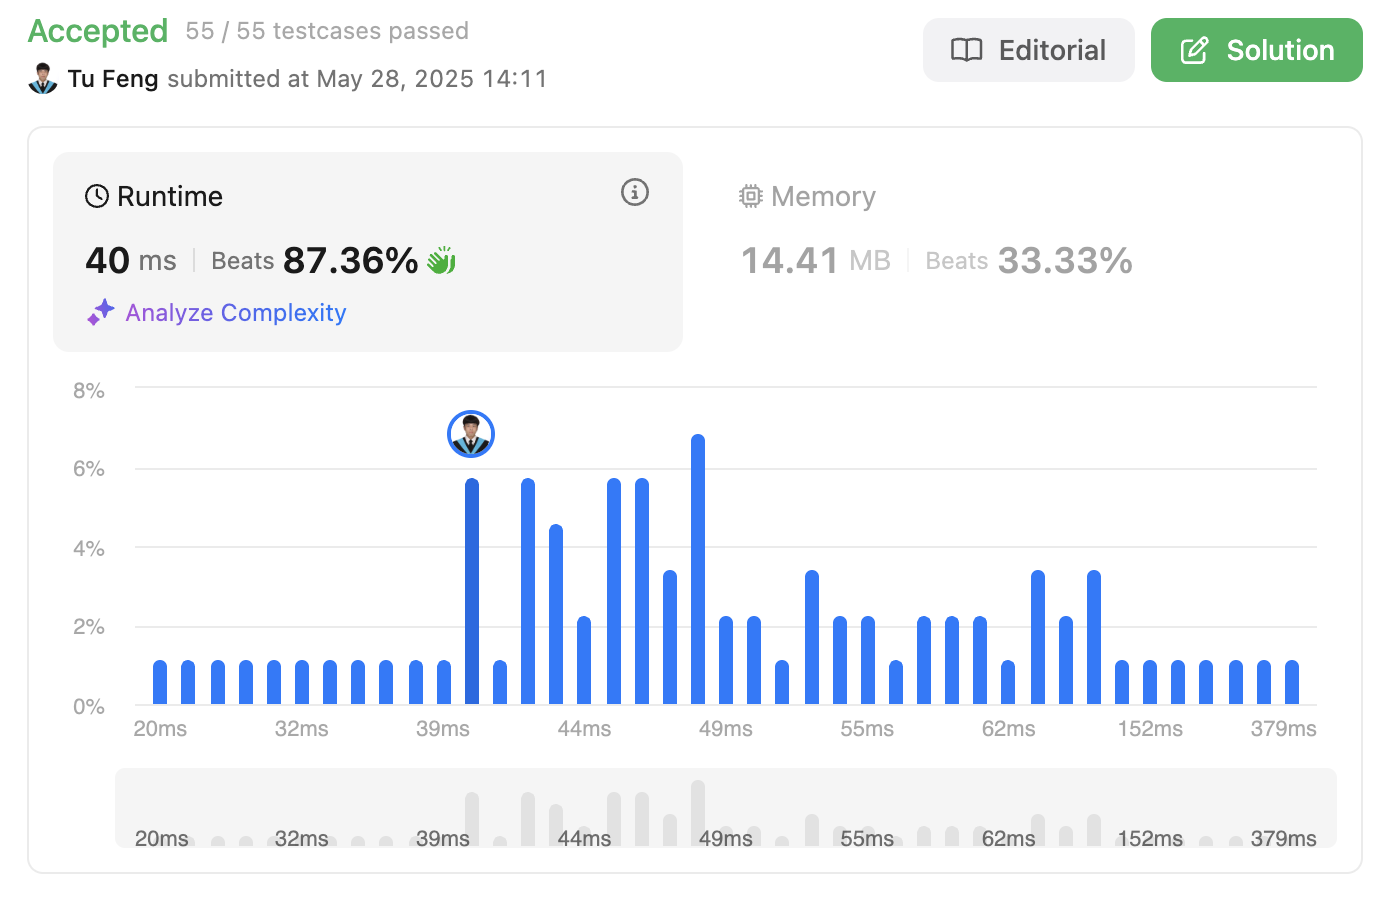 Accepted 55 / 55 testcases passed
Editorial
Solution
Tu Feng submitted at May 28, 2025 14:11
Runtime
40 ms Beats 87.36%
Analyze Complexity
Memory
14.41 MB Beats 33.33%
8%
6%
4%
2%
0%
20ms 32ms 39ms 44ms 49ms 55ms 62ms 152ms 379ms
20ms 32ms 39ms 44ms 49ms 55ms 62ms 152ms 379ms